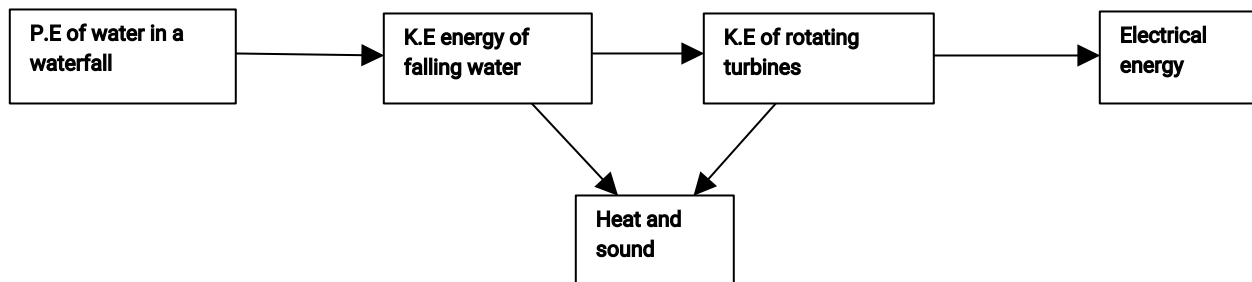 P.E of water in a
waterfall
K.E energy of
falling water
K.E of rotating
turbines
Electrical
energy
Heat and
sound